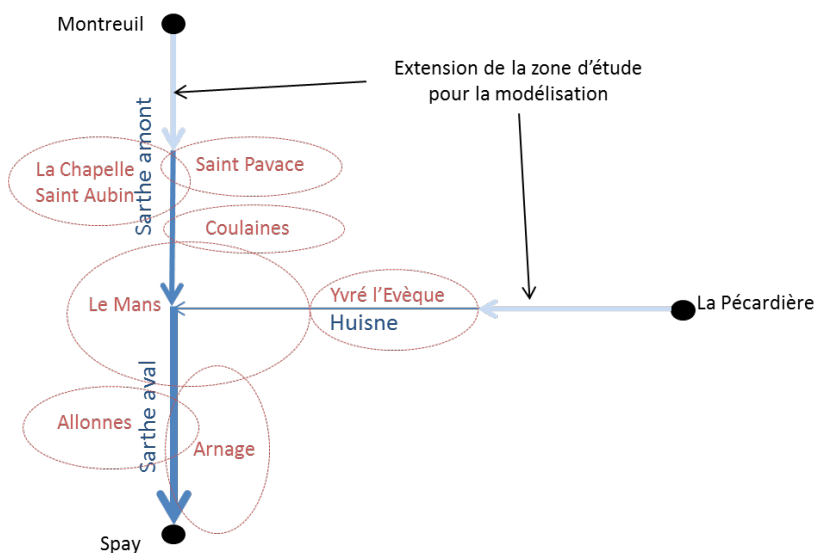 Montreuil
Extension de la zone d'étude
pour la modélisation
Sarthe amont
La Chapelle
Saint Aubin
Saint Pavace
Coulaines
Le Mans
Yvré l'Evèque
Huisne
La Pécardière
Sarthe aval
Allonnes
Arnage
Spay